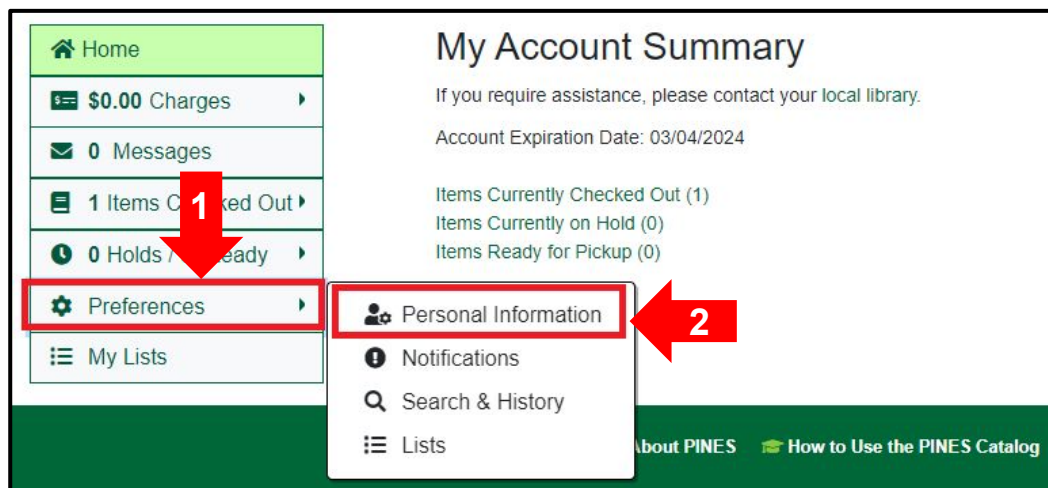 Home
$0.00 Charges
0 Messages
1 Items Out
0 Holds /
Preferences
My Lists
1
My Account Summary
If you require assistance, please contact your local library.
Account Expiration Date: 03/04/2024
Items Currently Checked Out (1)
Items Currently on Hold (0)
Items Ready for Pickup (0)
Personal Information
Notifications
Search & History
Lists
2
About PINES
How to Use the PINES Catalog